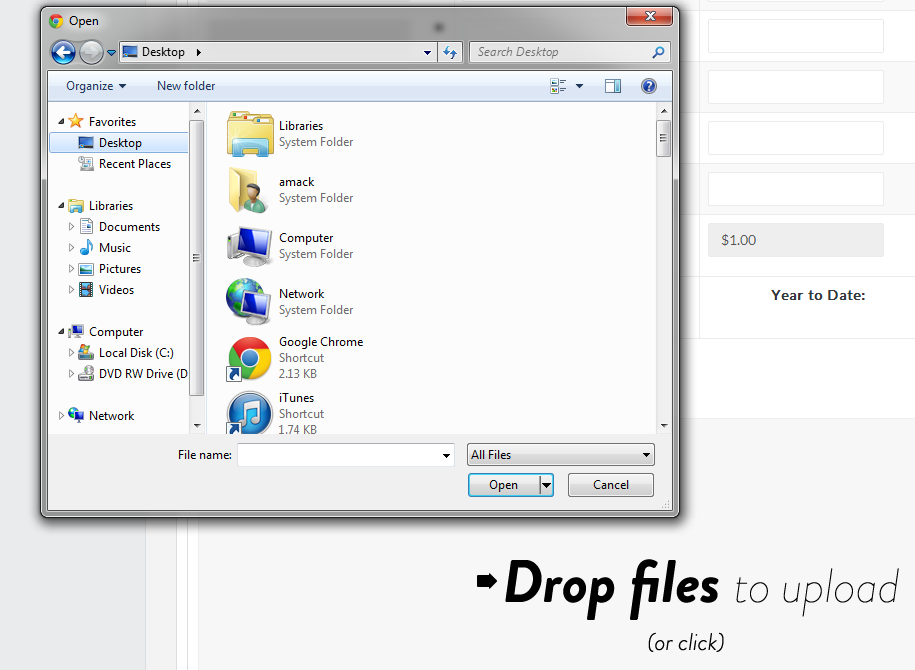 Open
Desktop
Search Desktop
Organize
New folder
Favorites
Desktop
Recent Places
Libraries
Documents
Music
Pictures
Videos
Computer
Local Disk (C:)
DVD RW Drive (D
Network
Libraries
System Folder
amack
System Folder
Computer
System Folder
Network
System Folder
Google Chrome
Shortcut
2.13 KB
iTunes
Shortcut
1.74 KB
File name:
All Files
Open
Cancel
$1.00
Year to Date:
Drop files to upload
(or click)